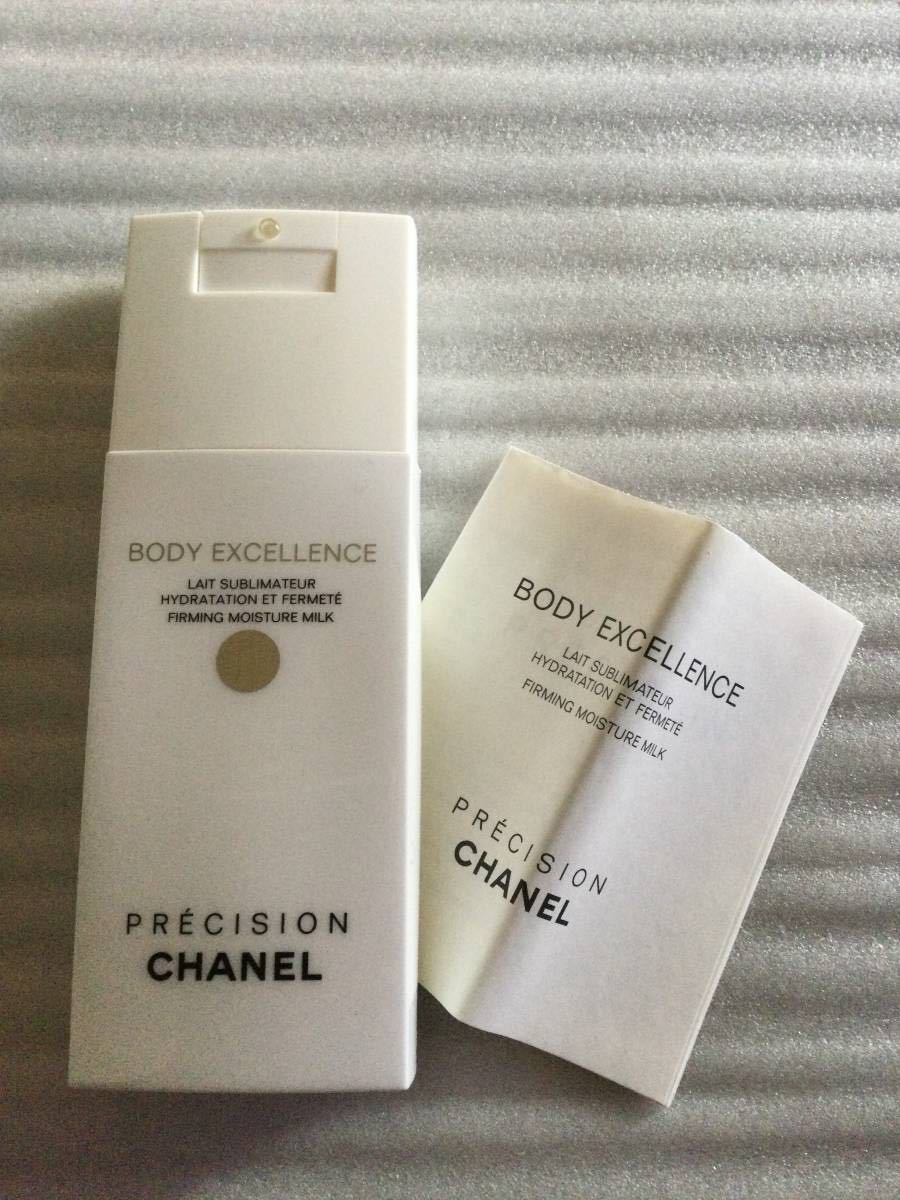 BODY EXCELLENCE
LAIT SUBLIMATEUR
HYDRATATION ET FERMETÉ
FIRMING MOISTURE MILK
PRÉCISION
CHANEL
BODY EXCELLENCE
LAIT SUBLIMATEUR
HYDRATATION ET FERMETÉ
FIRMING MOISTURE MILK
PRÉCISION
CHANEL